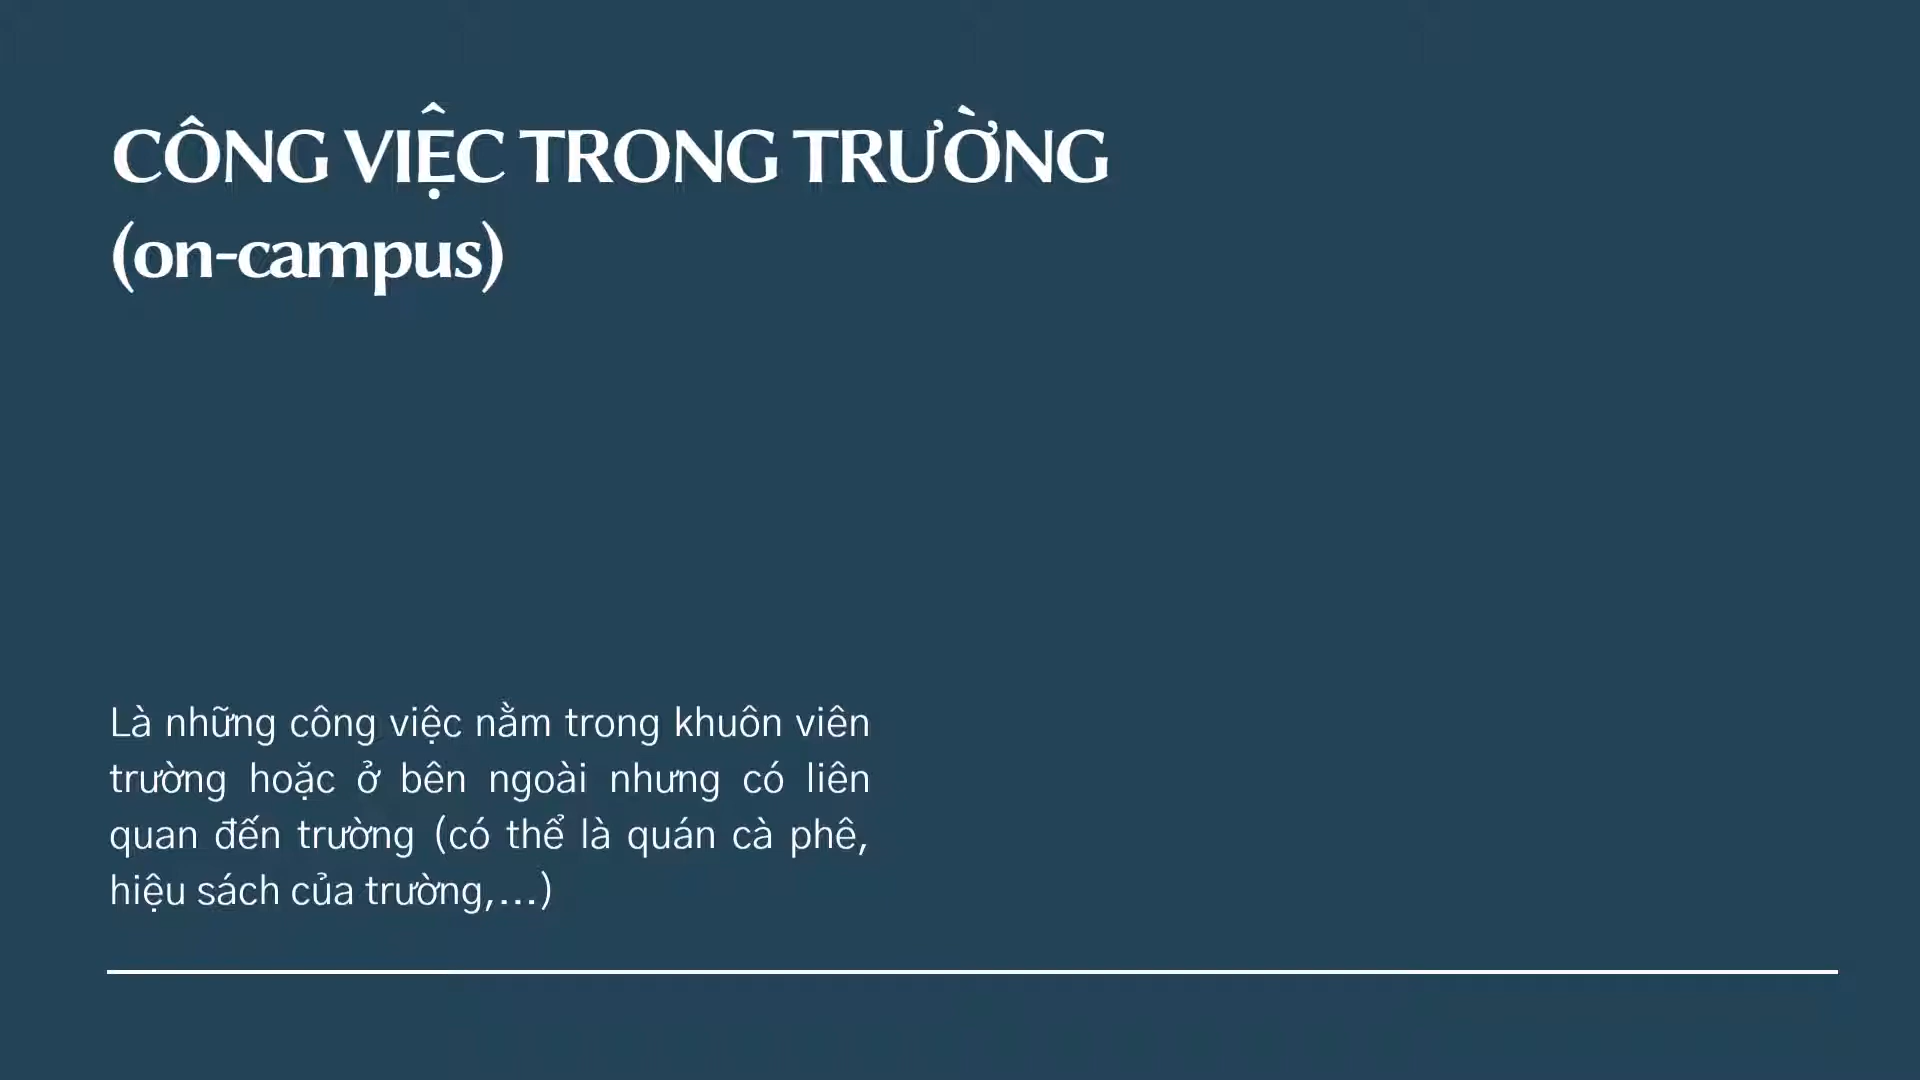 CÔNG VIỆC TRONG TRƯỜNG
(on-campus)
Là những công việc nằm trong khuôn viên
trường hoặc ở bên ngoài nhưng có liên
quan đến trường (có thể là quán cà phê,
hiệu sách của trường,...)